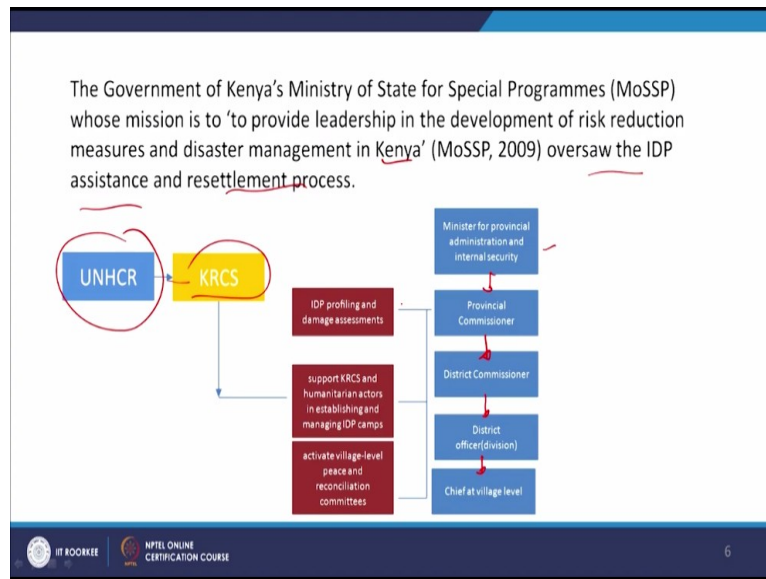 The Government of Kenya's Ministry of State for Special Programmes (MoSSP)
whose mission is to 'to provide leadership in the development of risk reduction
measures and disaster management in Kenya' (MoSSP, 2009) oversaw the IDP
assistance and resettlement process.
UNHCR
KRCS
IDP profiling and
damage assessments
support KRCS and
humanitarian actors
in establishing and
managing IDP camps
activate village-level
peace and
reconciliation
committees
Minister for provincial
administration and
internal security
Provincial
Commissioner
District Commissioner
District
officer(division)
Chief at village level
IIT ROORKEE
NPTEL ONLINE
CERTIFICATION COURSE
6